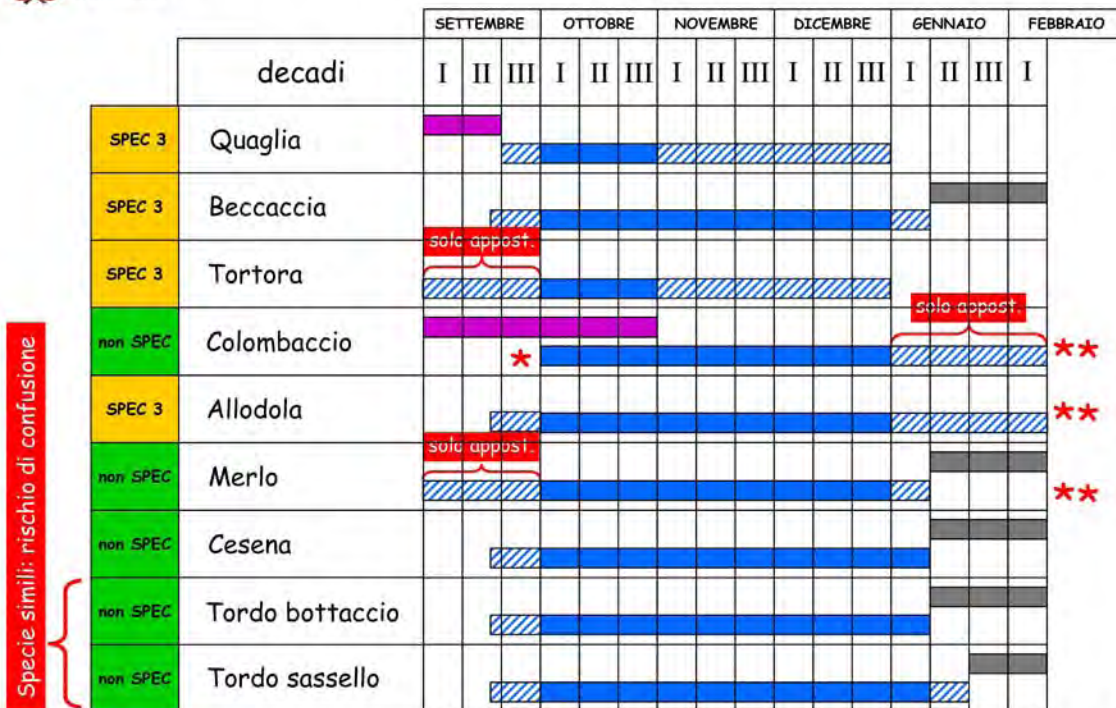 SETTEMBRE OTTOBRE NOVEMBRE DICEMBRE GENNAIO FEBBRAIO
decadi I II III I II III I II III I II III I II III I
SPEC 3 Quaglia
SPEC 3 Beccaccia
solo appost.
SPEC 3 Tortora
solo appost.
non SPEC Colombaccio * **
SPEC 3 Allodola **
solo appost.
non SPEC Merlo **
non SPEC Cesena
non SPEC Tordo bottaccio
non SPEC Tordo sassello
Specie simili: rischio di confusione